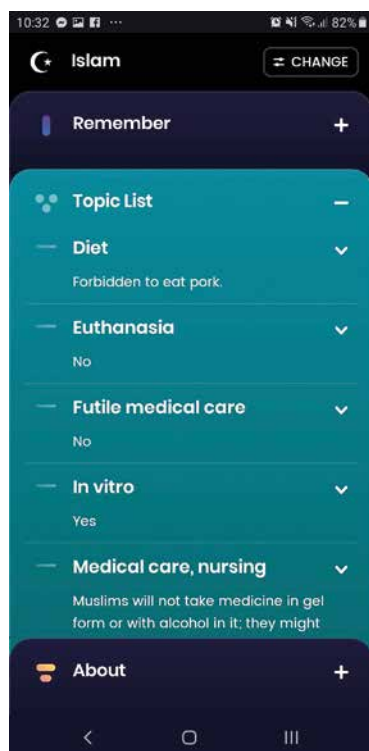 10:32 ... 82%
Islam
CHANGE
Remember
Topic List
Diet
Forbidden to eat pork.
Euthanasia
No
Futile medical care
No
In vitro
Yes
Medical care, nursing
Muslims will not take medicine in gel
form or with alcohol in it; they might
About